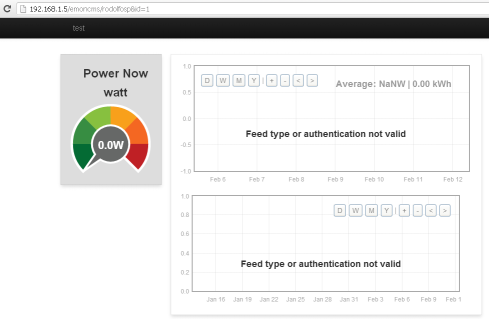 192.168.1.5/emoncms/rodolfosp&id=1
test
Power Now
watt
0.0W
1.0
0.5
0.0
-0.5
-1.0
D W M Y | + - < >
Average: NaNW | 0.00 kWh
Feed type or authentication not valid
Feb 6 Feb 7 Feb 8 Feb 9 Feb 10 Feb 11 Feb 12
1.0
0.8
0.6
0.4
0.2
0.0
D W M Y | + - < >
Feed type or authentication not valid
Jan 16 Jan 19 Jan 22 Jan 25 Jan 28 Jan 31 Feb 3 Feb 6 Feb 9 Feb 1